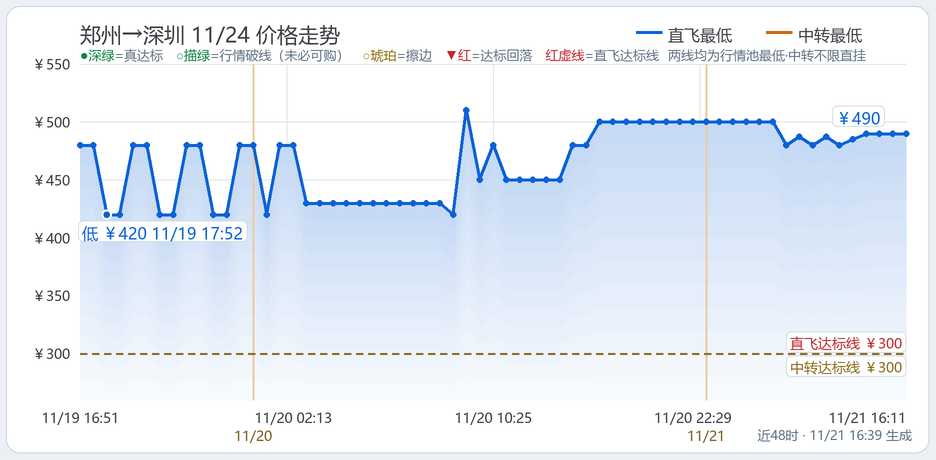 郑州→深圳 11/24 价格走势
直飞最低
中转最低
●深绿=真达标 ○描绿=行情破线（未必可购） ○琥珀=擦边 ▼红=达标回落 红虚线=直飞达标线 两线均为行情池最低·中转不限直挂
¥550
¥500
¥490
¥450
¥400
低 ¥420 11/19 17:52
¥350
¥300
直飞达标线 ¥300
中转达标线 ¥300
11/19 16:51
11/20 02:13
11/20 10:25
11/20 22:29
11/21 16:11
11/20
11/21
近48时 · 11/21 16:39 生成